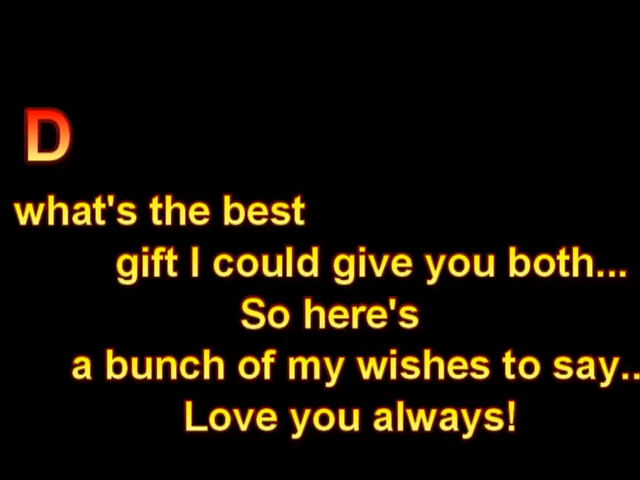 D
what's the best
gift I could give you both...
So here's
a bunch of my wishes to say..
Love you always!